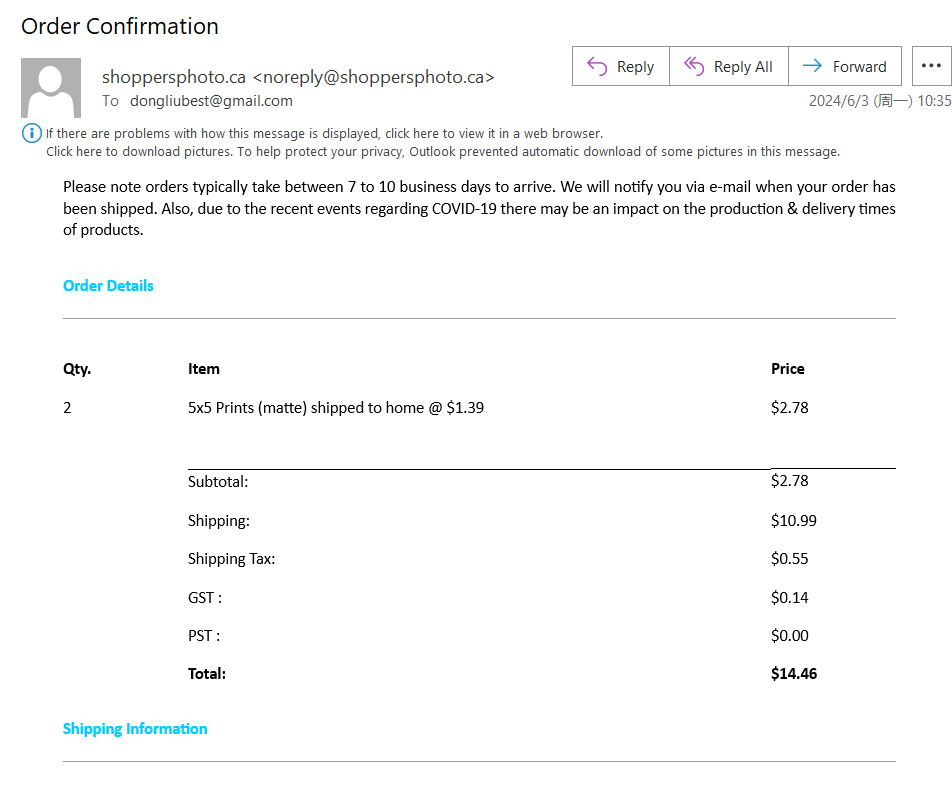 Order Confirmation
shoppersphoto.ca <noreply@shoppersphoto.ca>
Reply
Reply All
Forward
To dongliubest@gmail.com
2024/6/3 (周一) 10:35
If there are problems with how this message is displayed, click here to view it in a web browser.
Click here to download pictures. To help protect your privacy, Outlook prevented automatic download of some pictures in this message.
Please note orders typically take between 7 to 10 business days to arrive. We will notify you via e-mail when your order has
been shipped. Also, due to the recent events regarding COVID-19 there may be an impact on the production & delivery times
of products.
Order Details
Qty. Item Price
2 5x5 Prints (matte) shipped to home @ $1.39 $2.78
Subtotal: $2.78
Shipping: $10.99
Shipping Tax: $0.55
GST : $0.14
PST : $0.00
Total: $14.46
Shipping Information